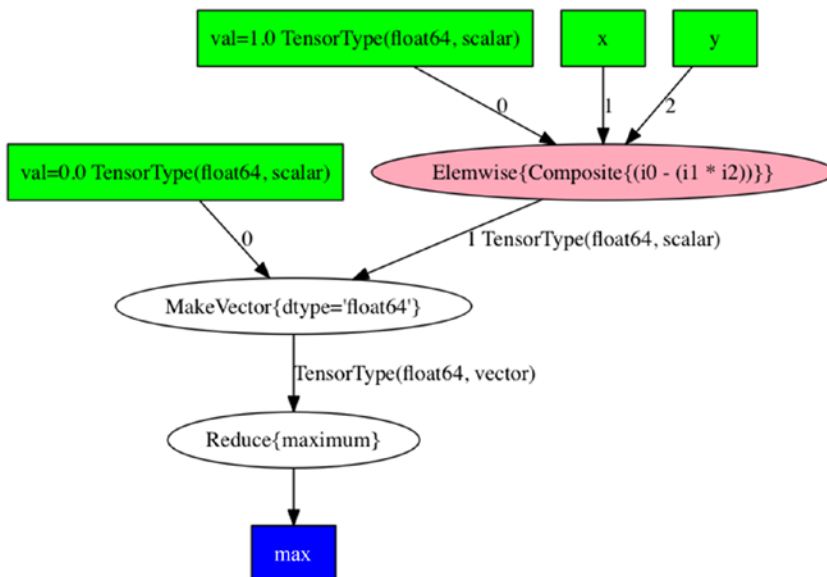 val=1.0 TensorType(float64, scalar)
x
y
0
1
2
val=0.0 TensorType(float64, scalar)
Elemwise{Composite{(i0 - (i1 * i2))}}
0
1 TensorType(float64, scalar)
MakeVector{dtype='float64'}
TensorType(float64, vector)
Reduce{maximum}
max